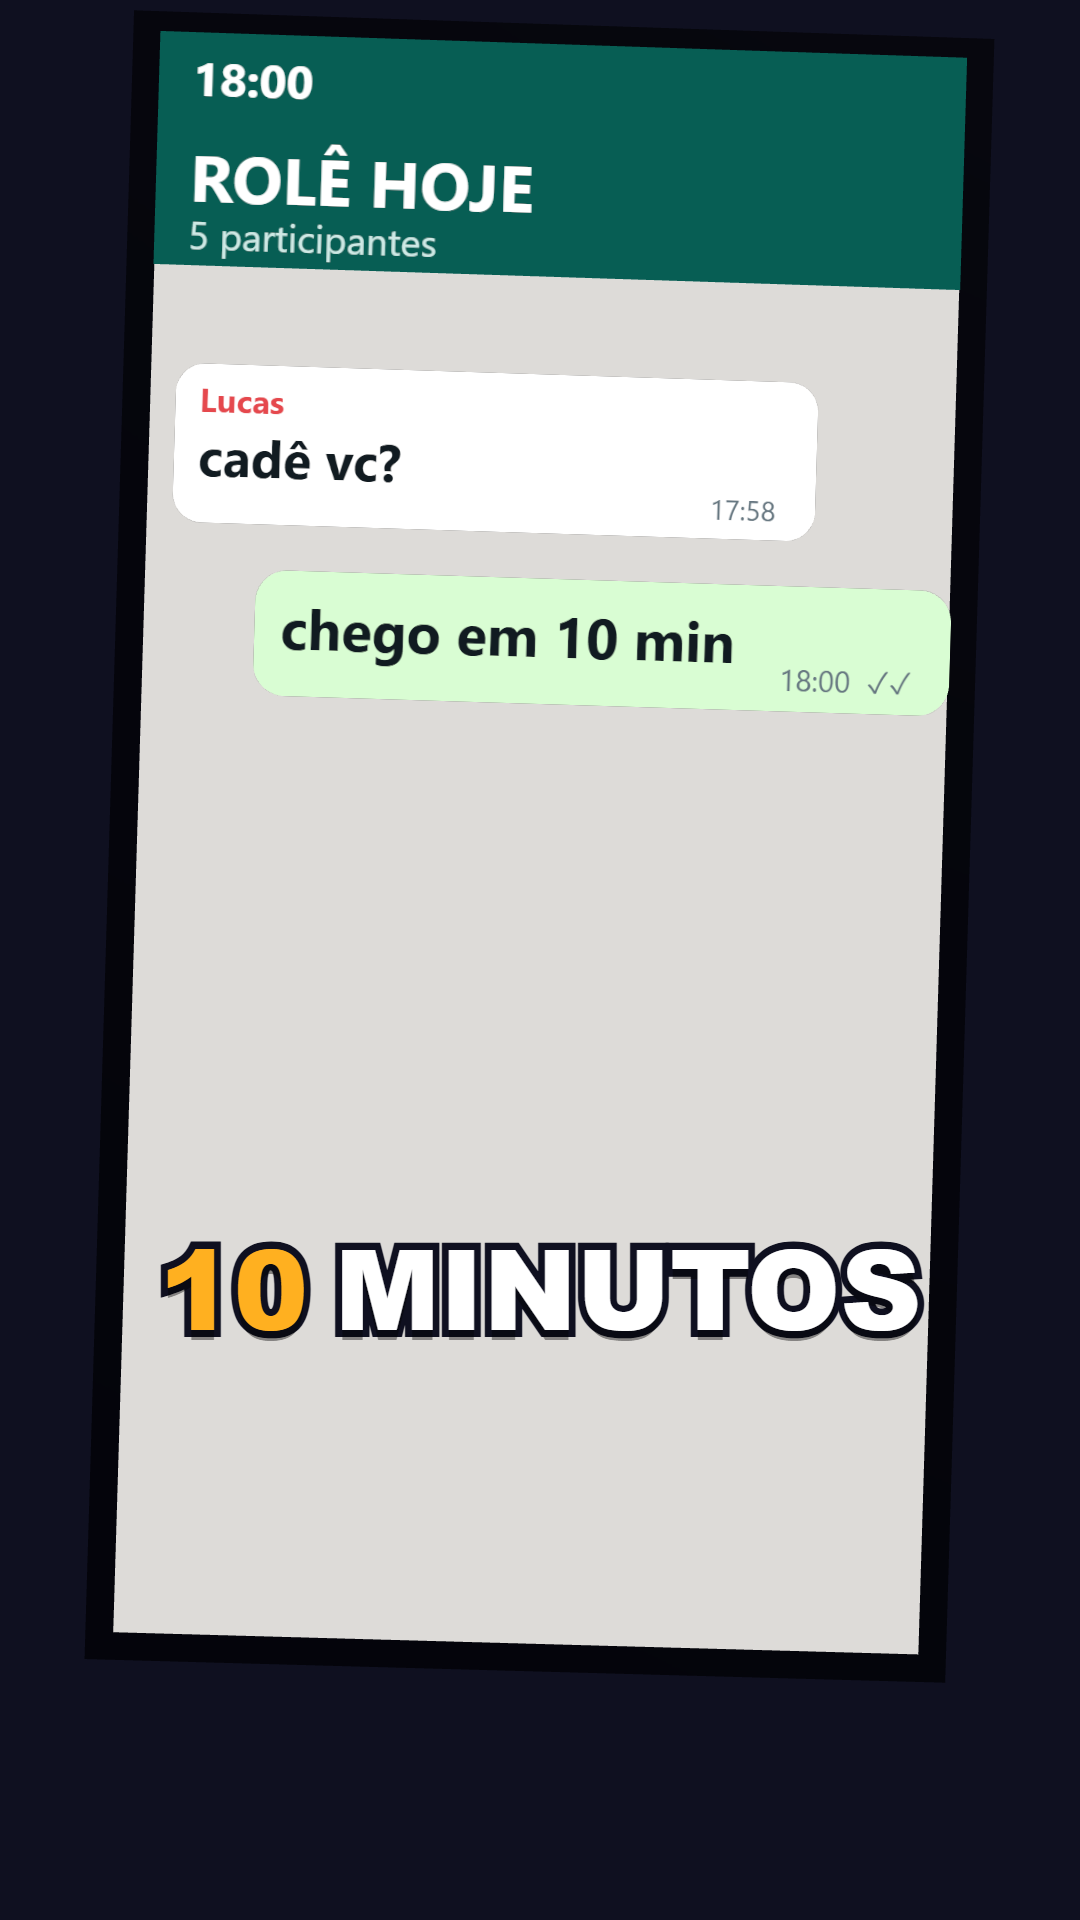 18:00
ROLÊ HOJE
5 participantes
Lucas
cadê vc?
17:58
chego em 10 min
18:00 ✓✓
10 MINUTOS